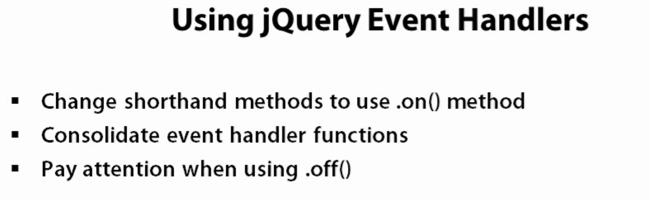 Using jQuery Event Handlers
▪ Change shorthand methods to use .on() method
▪ Consolidate event handler functions
▪ Pay attention when using .off()